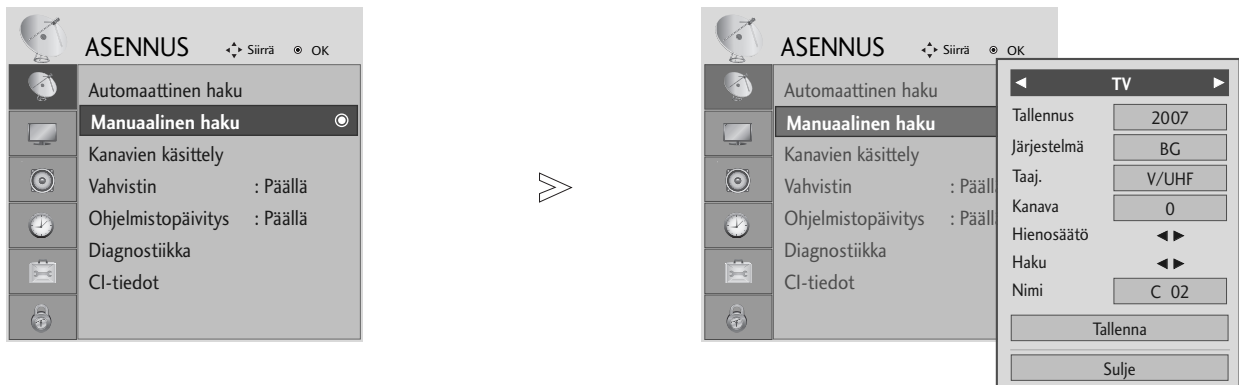 ASENNUS Siirrä OK
Automaattinen haku
Manuaalinen haku
Kanavien käsittely
Vahvistin : Päällä
Ohjelmistopäivitys : Päällä
Diagnostiikka
CI-tiedot
ASENNUS Siirrä OK
Automaattinen haku
Manuaalinen haku
Kanavien käsittely
Vahvistin : Pääll
Ohjelmistopäivitys : Pääll
Diagnostiikka
CI-tiedot
◄ TV ►
Tallennus 2007
Järjestelmä BG
Taaj. V/UHF
Kanava 0
Hienosäätö ◄ ►
Haku ◄ ►
Nimi C 02
Tallenna
Sulje